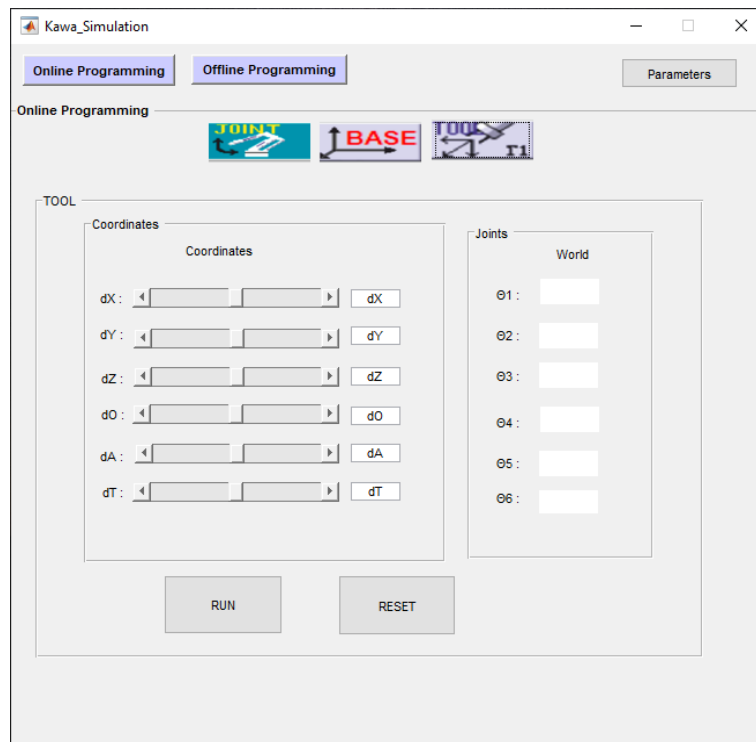 Kawa_Simulation
Online Programming
Offline Programming
Parameters
Online Programming
JOINT
BASE
TOOL
T1
TOOL
Coordinates
Coordinates
dX :
dX
dY :
dY
dZ :
dZ
dO :
dO
dA :
dA
dT :
dT
Joints
World
Θ1 :
Θ2 :
Θ3 :
Θ4 :
Θ5 :
Θ6 :
RUN
RESET